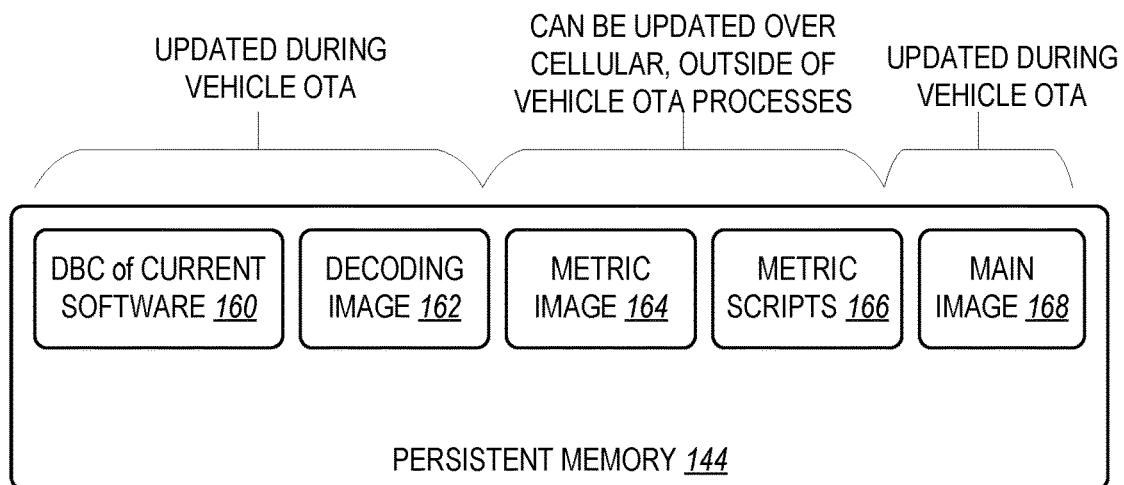 UPDATED DURING
VEHICLE OTA
CAN BE UPDATED OVER
CELLULAR, OUTSIDE OF
VEHICLE OTA PROCESSES
UPDATED DURING
VEHICLE OTA
DBC of CURRENT
SOFTWARE 160
DECODING
IMAGE 162
METRIC
IMAGE 164
METRIC
SCRIPTS 166
MAIN
IMAGE 168
PERSISTENT MEMORY 144